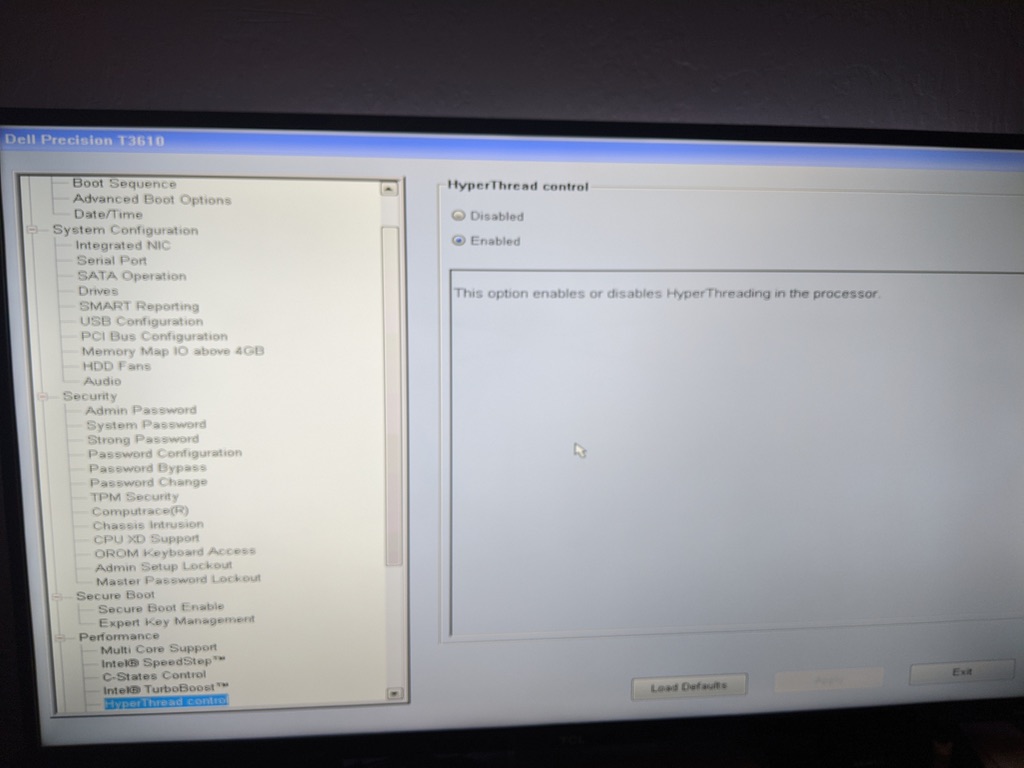 Dell Precision T3610
Boot Sequence
Advanced Boot Options
Date/Time
System Configuration
Integrated NIC
Serial Port
SATA Operation
Drives
SMART Reporting
USB Configuration
PCI Bus Configuration
Memory Map IO above 4GB
HDD Fans
Audio
Security
Admin Password
System Password
Strong Password
Password Configuration
Password Bypass
Password Change
TPM Security
Computrace(R)
Chassis Intrusion
CPU XD Support
OROM Keyboard Access
Admin Setup Lockout
Master Password Lockout
Secure Boot
Secure Boot Enable
Expert Key Management
Performance
Multi Core Support
Intel® SpeedStep™
C-States Control
Intel® TurboBoost™
HyperThread control
HyperThread control
Disabled
Enabled
This option enables or disables HyperThreading in the processor.
Load Defaults
Apply
Exit